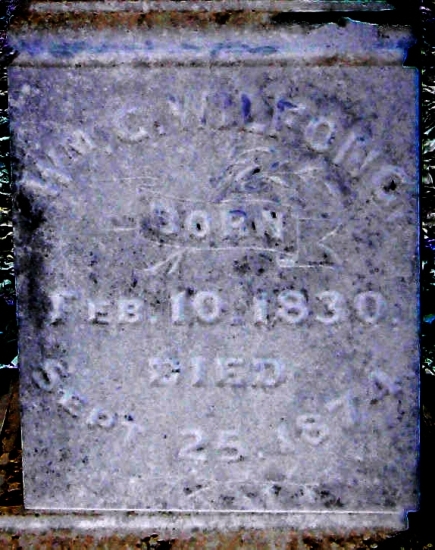 WM. C. WILFONG
BORN
FEB. 10. 1830.
DIED
SEPT. 25. 1874